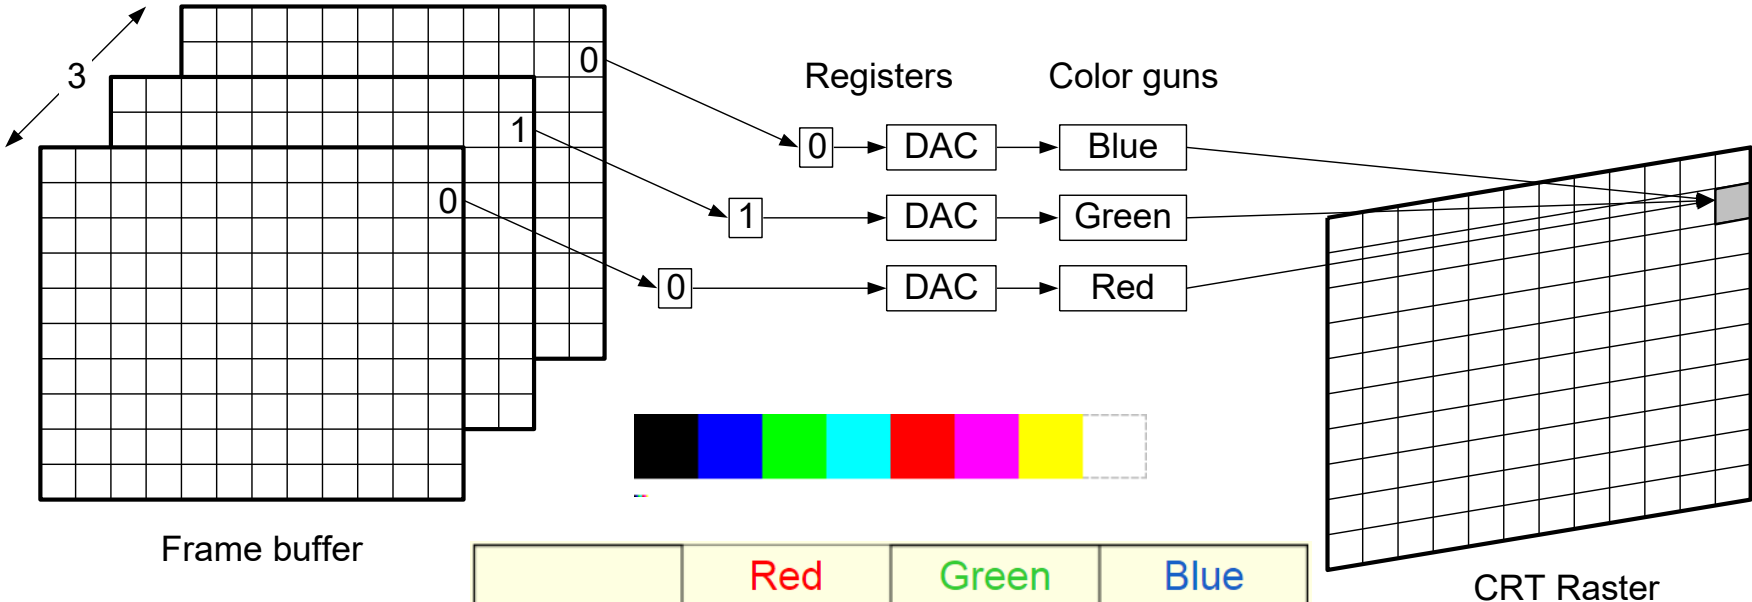 3
0
1
0
Registers
Color guns
0
DAC
Blue
1
DAC
Green
0
DAC
Red
Frame buffer
Red
Green
Blue
CRT Raster